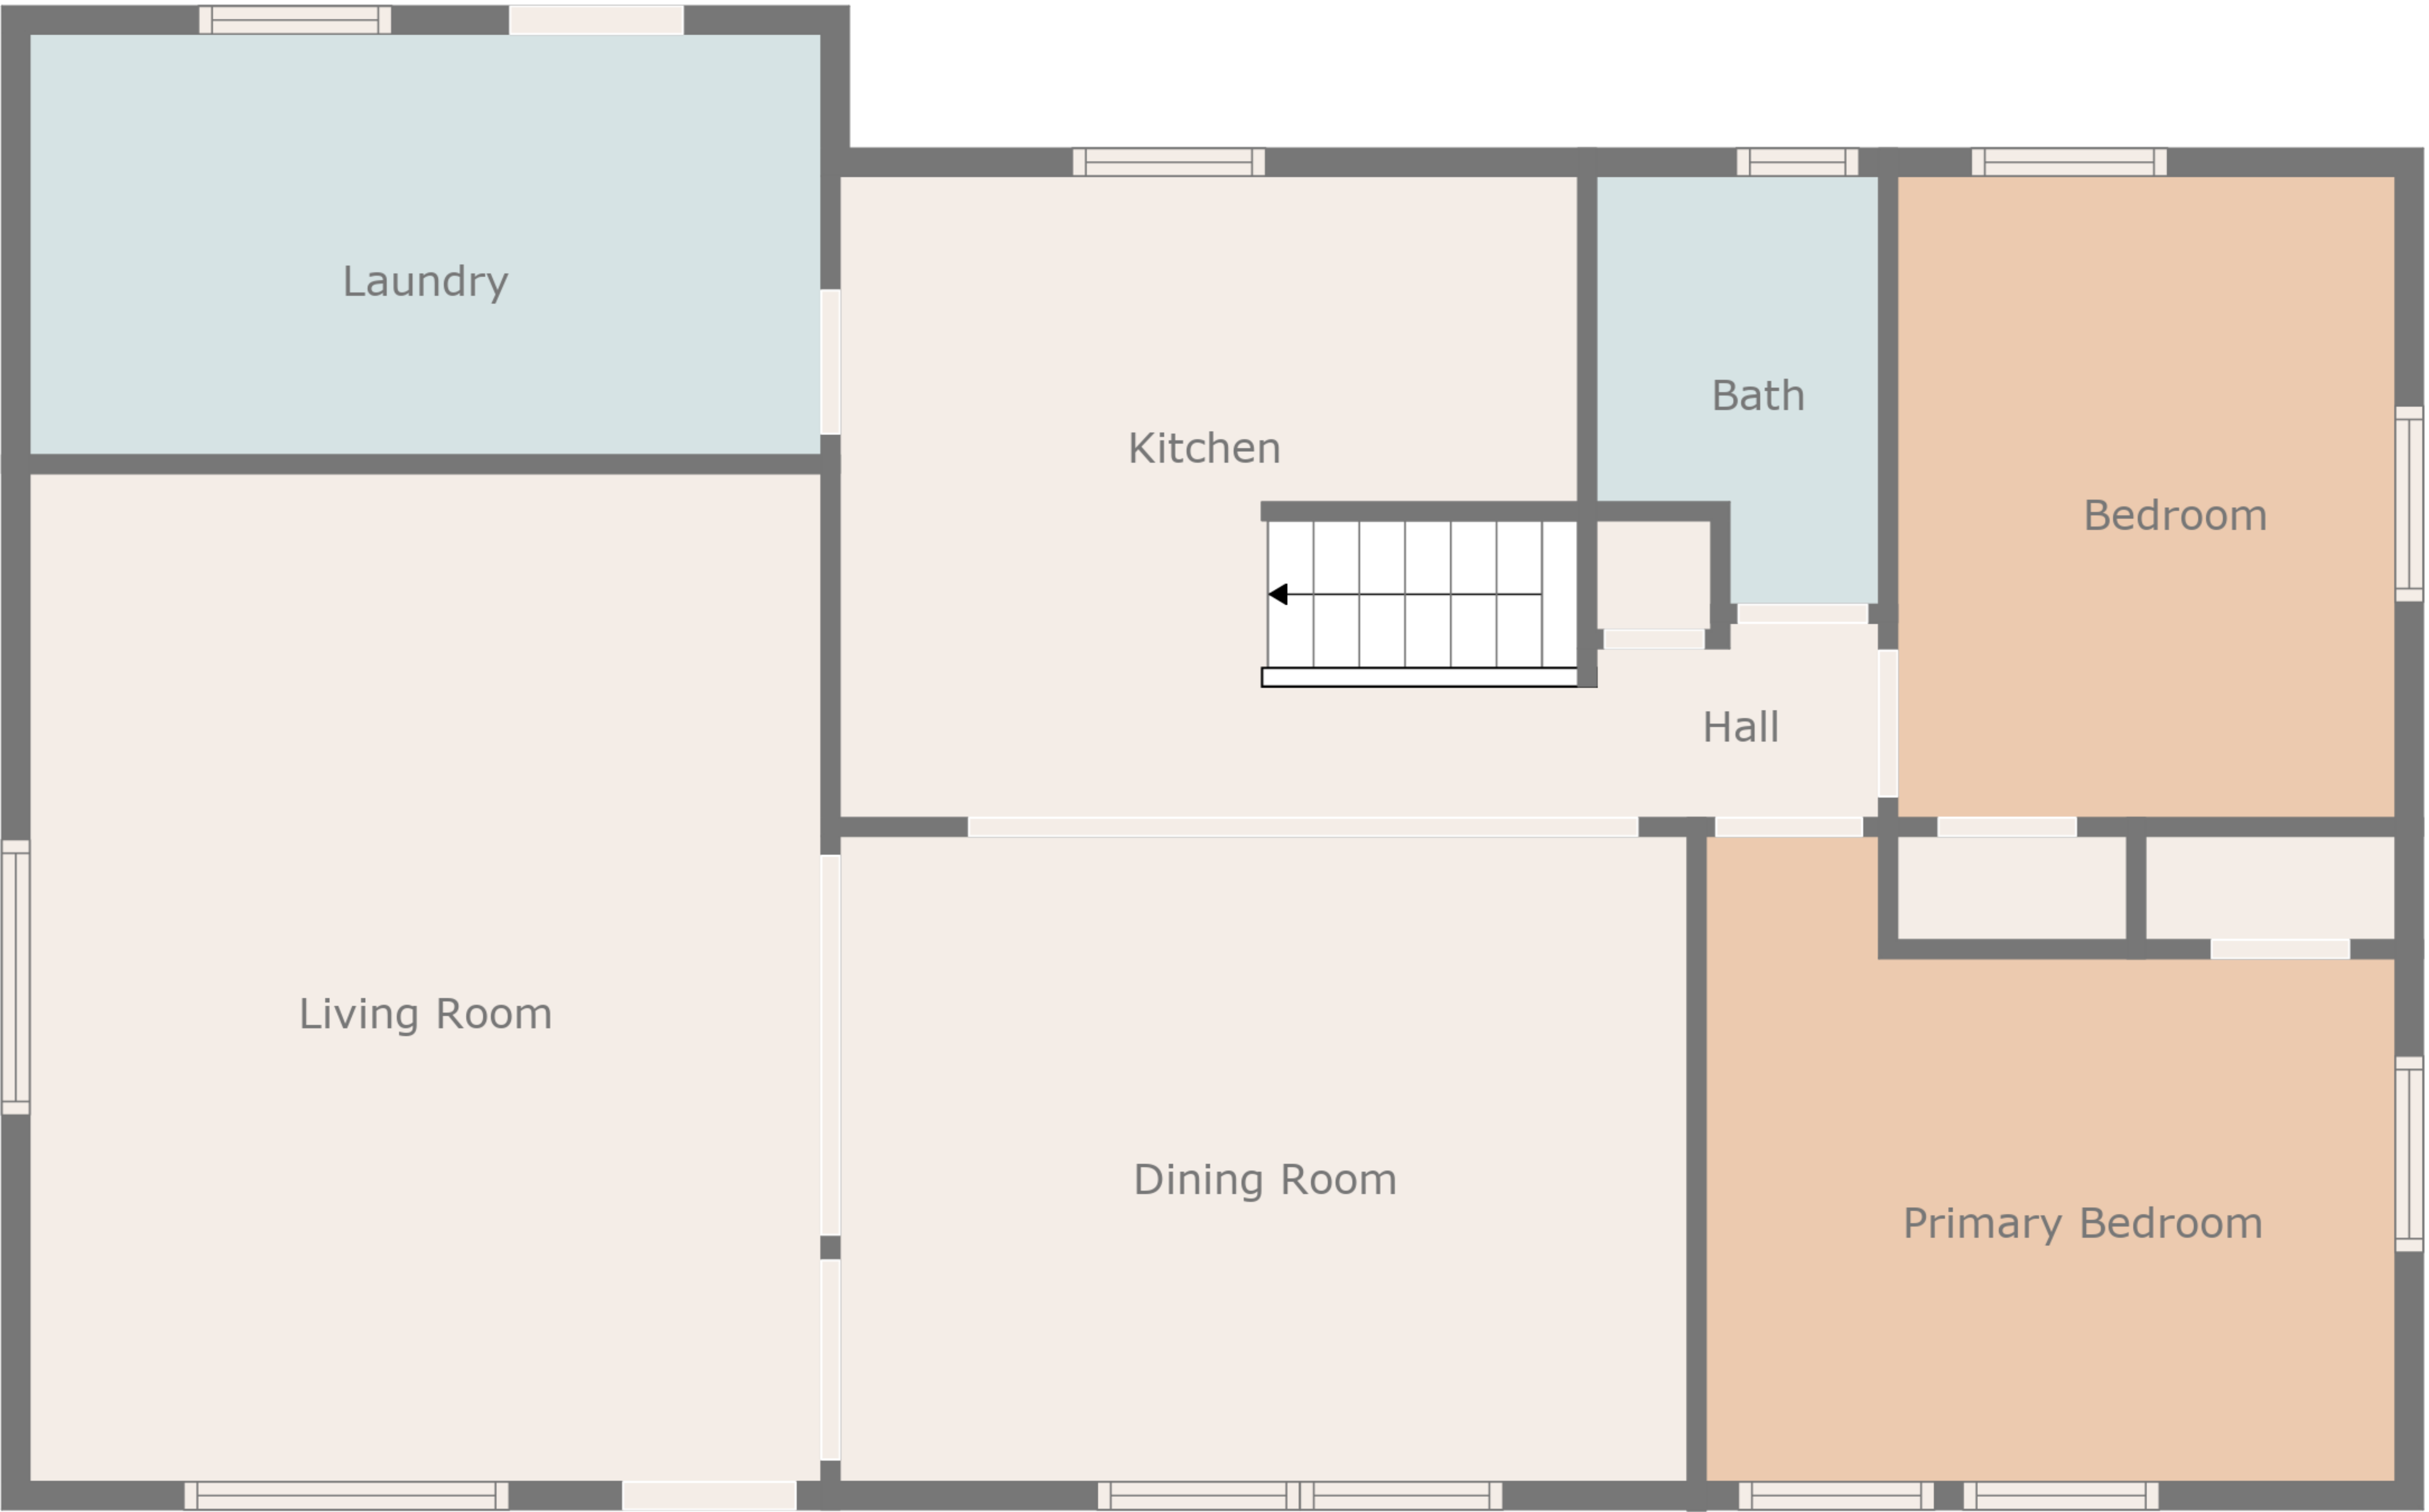 Laundry
Kitchen
Bath
Bedroom
Hall
Living Room
Dining Room
Primary Bedroom